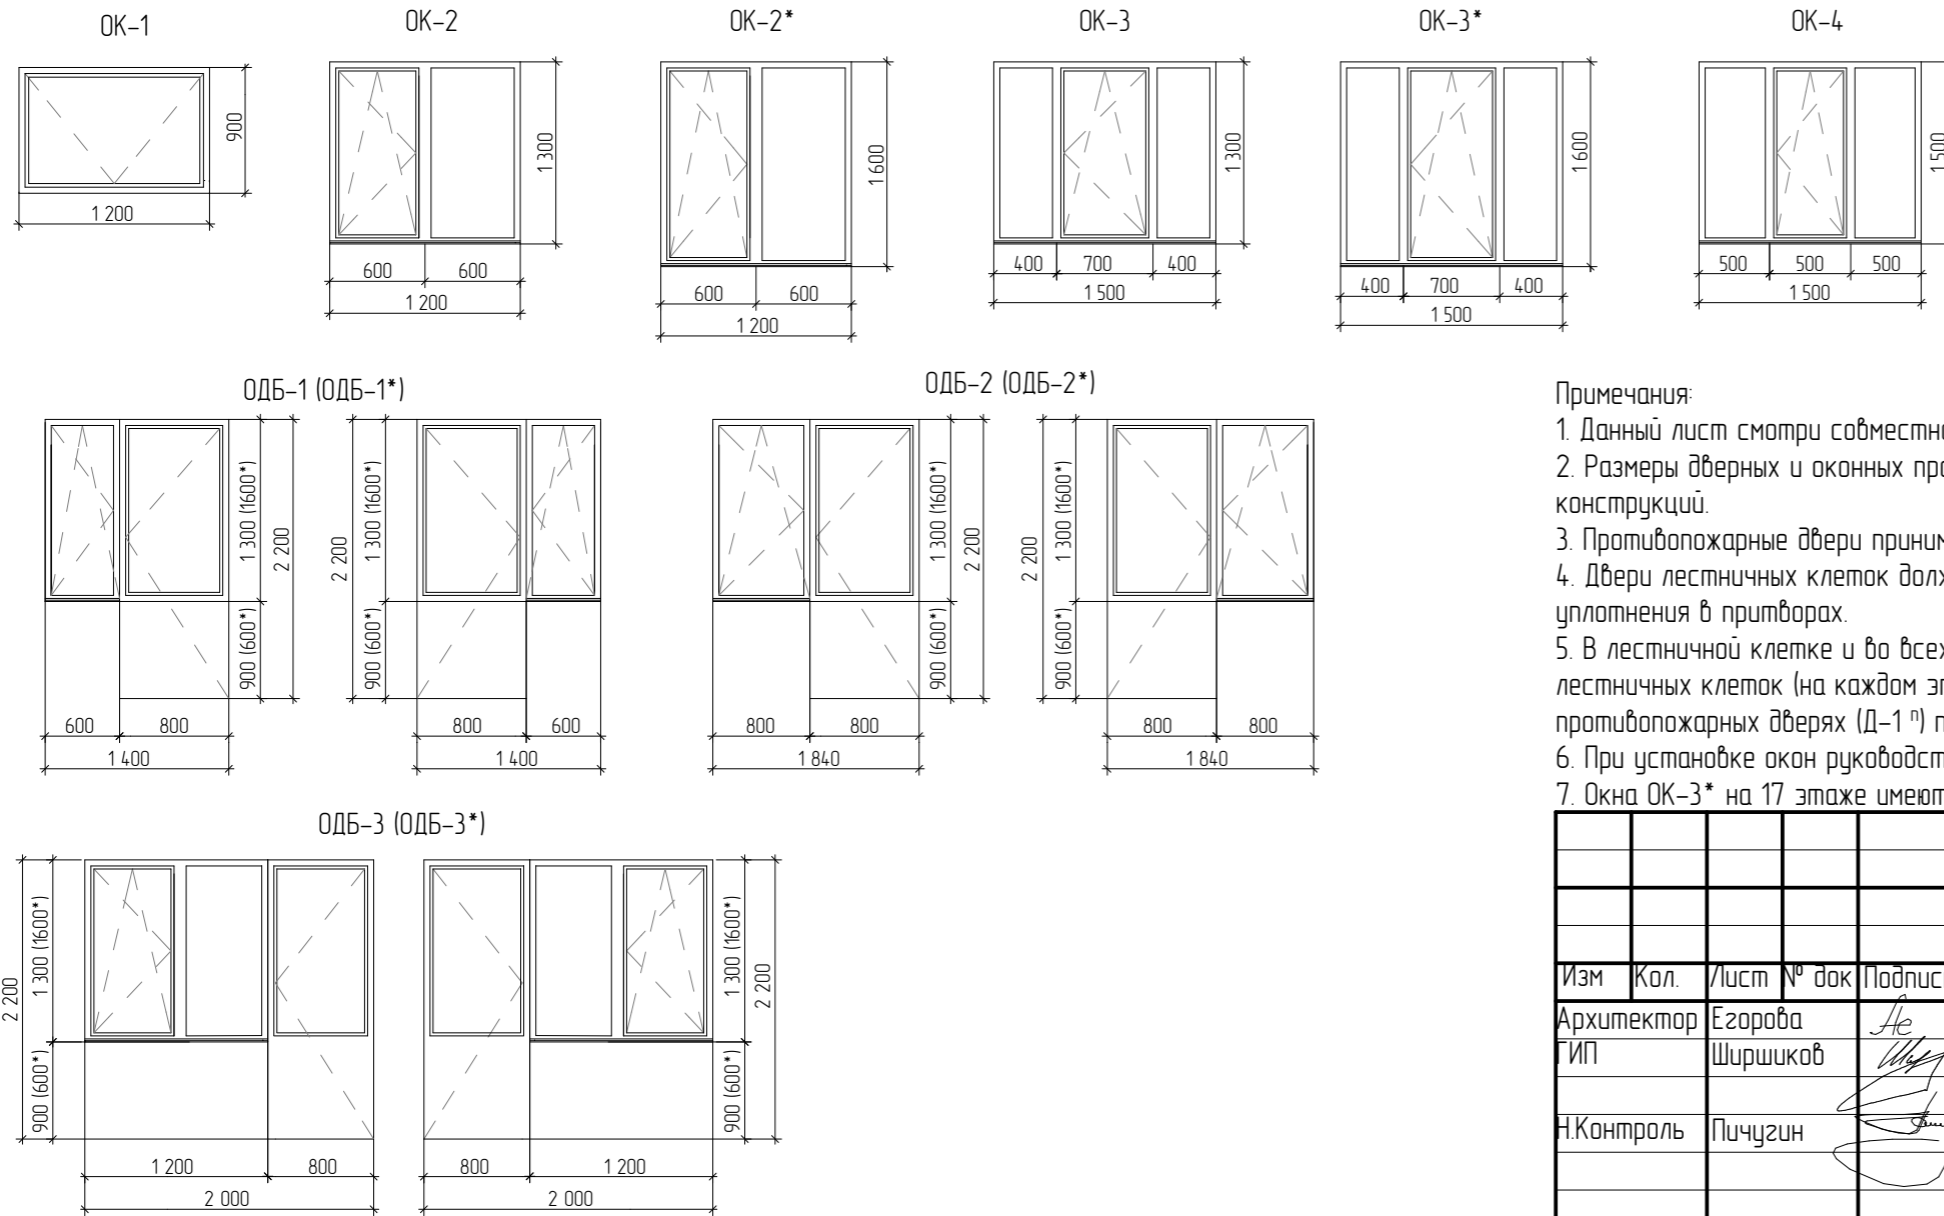 ОК-1
ОК-2
ОК-2*
ОК-3
ОК-3*
ОК-4
900
1 200
1 300
600
600
1 200
1 600
600
600
1 200
1 300
400
700
400
1 500
1 600
400
700
400
1 500
1 500
500
500
500
1 500
ОДБ-1 (ОДБ-1*)
1 300 (1600*)
2 200
900 (600*)
600
800
1 400
2 200
1 300 (1600*)
900 (600*)
800
600
1 400
ОДБ-2 (ОДБ-2*)
1 300 (1600*)
2 200
900 (600*)
800
800
1 840
2 200
1 300 (1600*)
900 (600*)
800
800
1 840
ОДБ-3 (ОДБ-3*)
2 200
1 300 (1600*)
900 (600*)
1 200
800
2 000
1 300 (1600*)
2 200
900 (600*)
800
1 200
2 000
Примечания:
1. Данный лист смотри совместно
2. Размеры дверных и оконных
конструкций.
3. Противопожарные двери
4. Двери лестничных клеток
уплотнения в притворах.
5. В лестничной клетке и во всех
лестничных клеток (на каждом
противопожарных дверях (Д-1 п)
6. При установке окон
7. Окна ОК-3* на 17 этаже имеют
Изм Кол. Лист № док Подпись
Архитектор Егорова
ГИП Ширшиков
Н.Контроль Пичугин